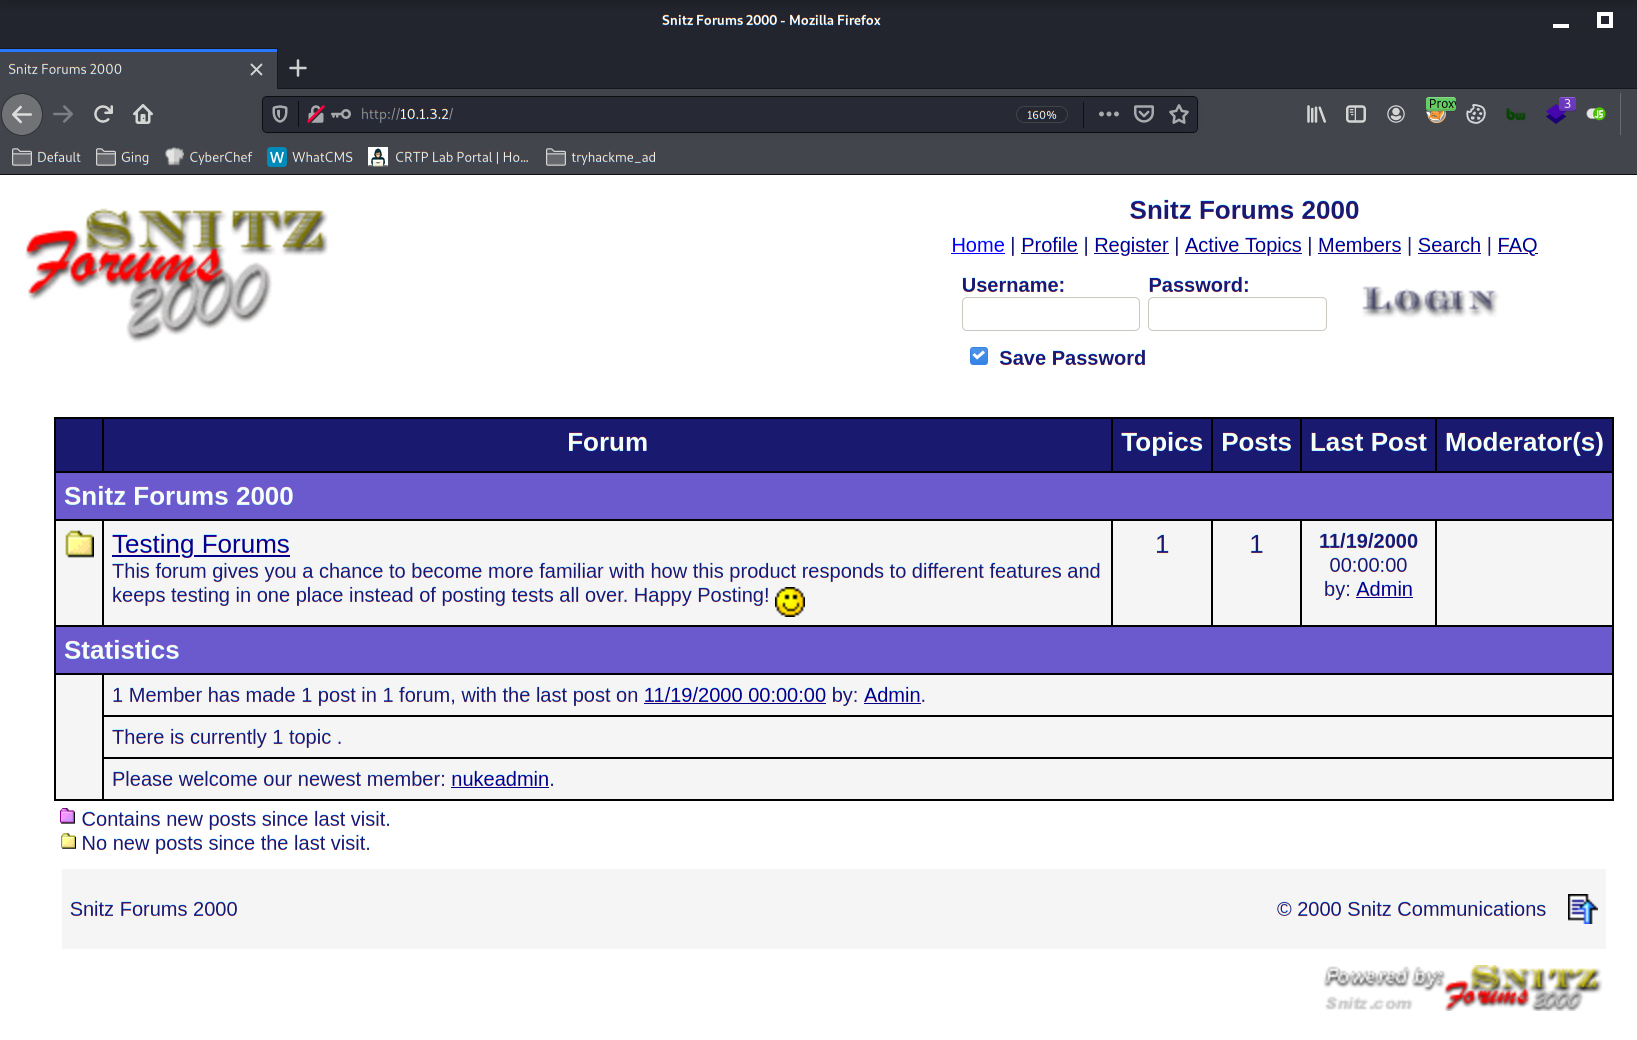 Snitz Forums 2000 - Mozilla Firefox
Snitz Forums 2000
http://10.1.3.2/
160%
Proxy
3
JS
Default
Ging
CyberChef
W WhatCMS
CRTP Lab Portal | Ho...
tryhackme_ad
SNITZ
Forums
2000
Snitz Forums 2000
Home | Profile | Register | Active Topics | Members | Search | FAQ
Username: Password:
LOGIN
Save Password
Forum Topics Posts Last Post Moderator(s)
Snitz Forums 2000
Testing Forums 1 1 11/19/2000
This forum gives you a chance to become more familiar with how this product responds to different features and 00:00:00
keeps testing in one place instead of posting tests all over. Happy Posting! by: Admin
Statistics
1 Member has made 1 post in 1 forum, with the last post on 11/19/2000 00:00:00 by: Admin.
There is currently 1 topic .
Please welcome our newest member: nukeadmin.
Contains new posts since last visit.
No new posts since the last visit.
Snitz Forums 2000 © 2000 Snitz Communications
Powered by: SNITZ
Snitz.com Forums 2000